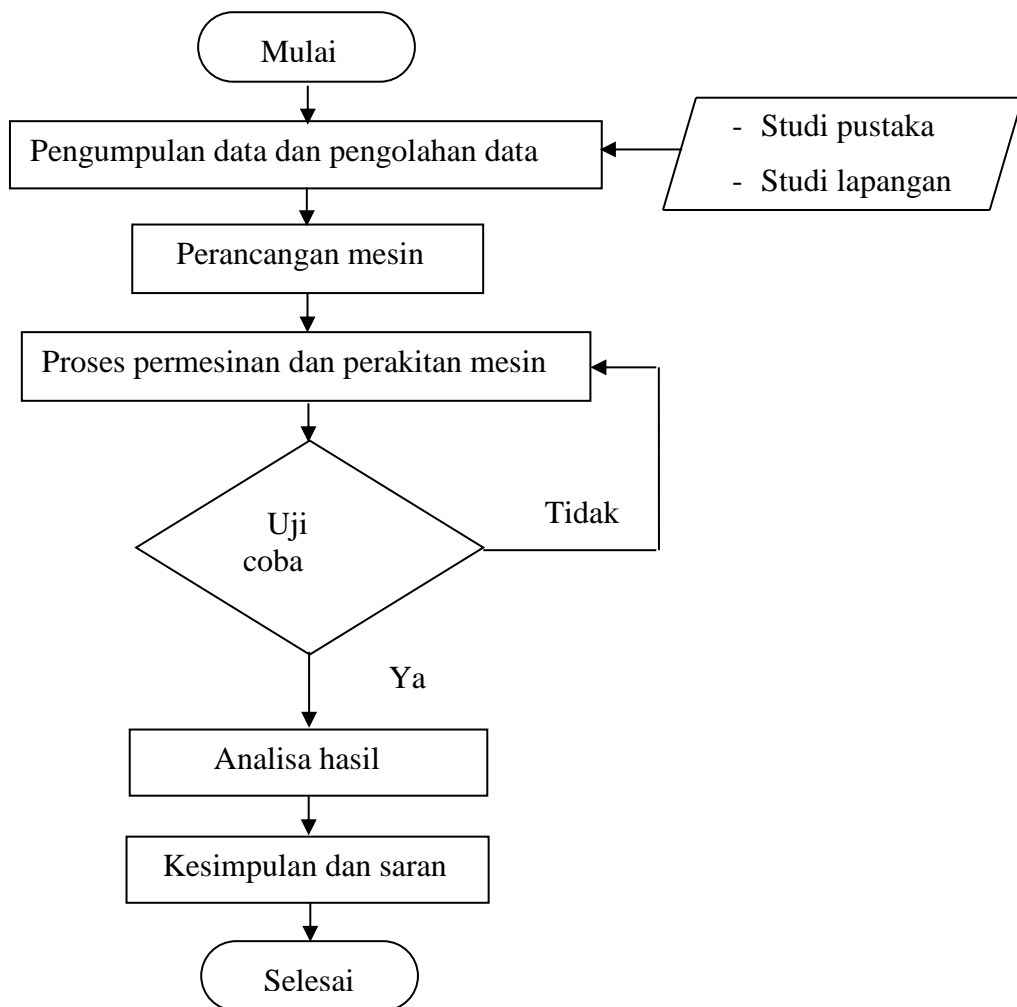 Mulai
Pengumpulan data dan pengolahan data
- Studi pustaka
- Studi lapangan
Perancangan mesin
Proses permesinan dan perakitan mesin
Uji
coba
Tidak
Ya
Analisa hasil
Kesimpulan dan saran
Selesai